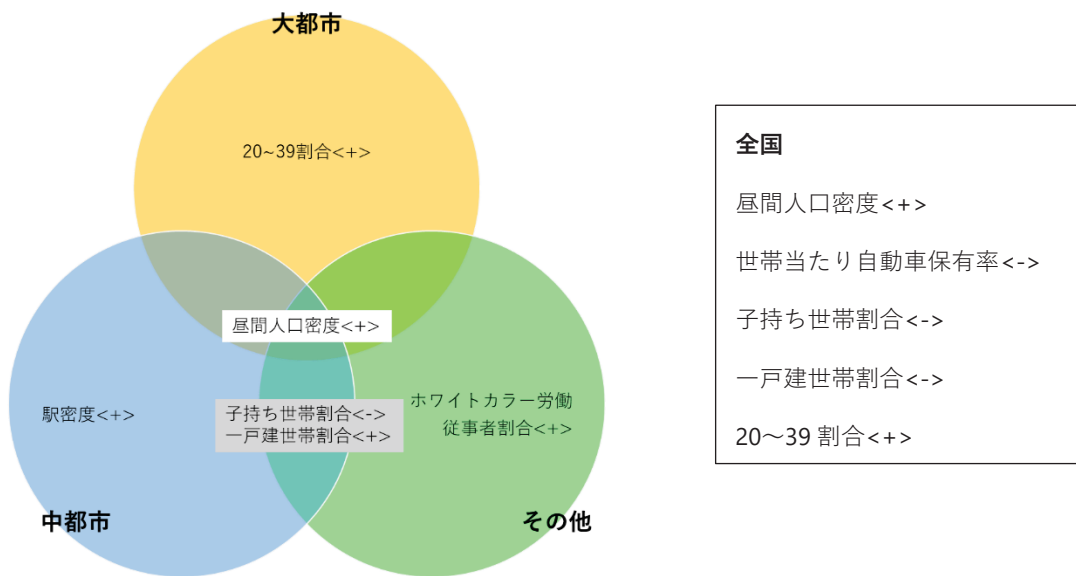 大都市
20~39割合<+>
昼間人口密度<+>
駅密度<+>
子持ち世帯割合<->
一戸建世帯割合<+>
ホワイトカラー労働
従事者割合<+>
中都市
その他
全国
昼間人口密度<+>
世帯当たり自動車保有率<->
子持ち世帯割合<->
一戸建世帯割合<->
20～39 割合<+>